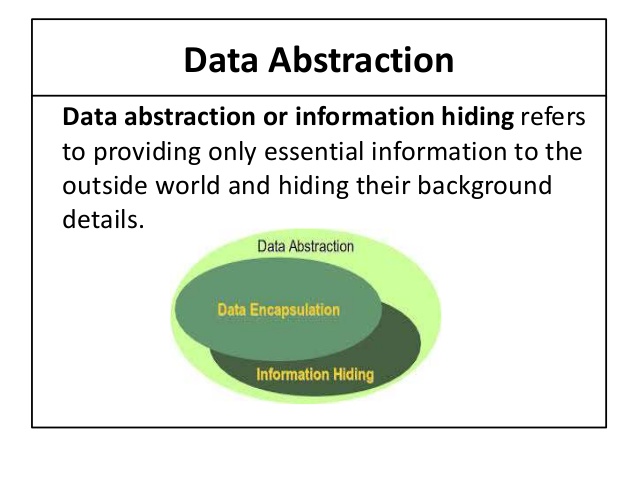 Data Abstraction
Data abstraction or information hiding refers
to providing only essential information to the
outside world and hiding their background
details.
Data Abstraction
Data Encapsulation
Information Hiding